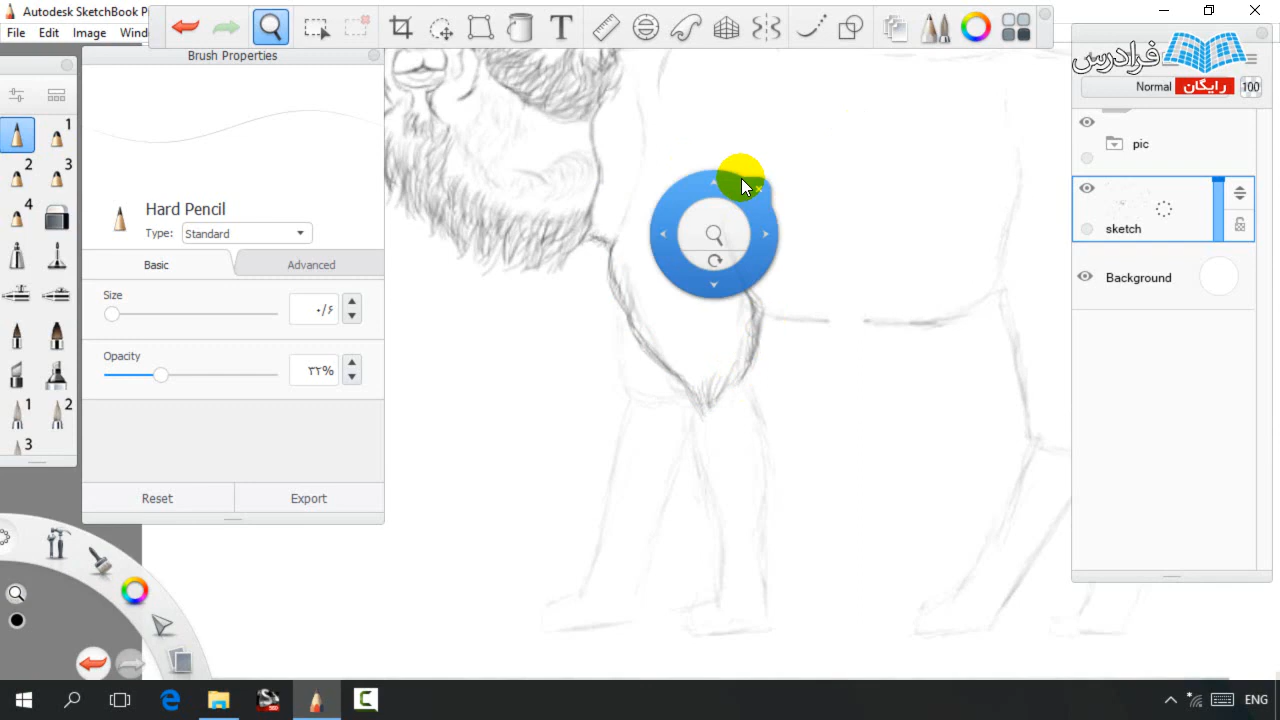 Autodesk SketchBook P
File Edit Image Wind
Brush Properties
فرادرس
رایگان
Normal
100
1
2
3
4
pic
sketch
Background
Hard Pencil
Type: Standard
Basic
Advanced
Size
۰/۶
Opacity
۳۲%
1
2
3
Reset
Export
ENG